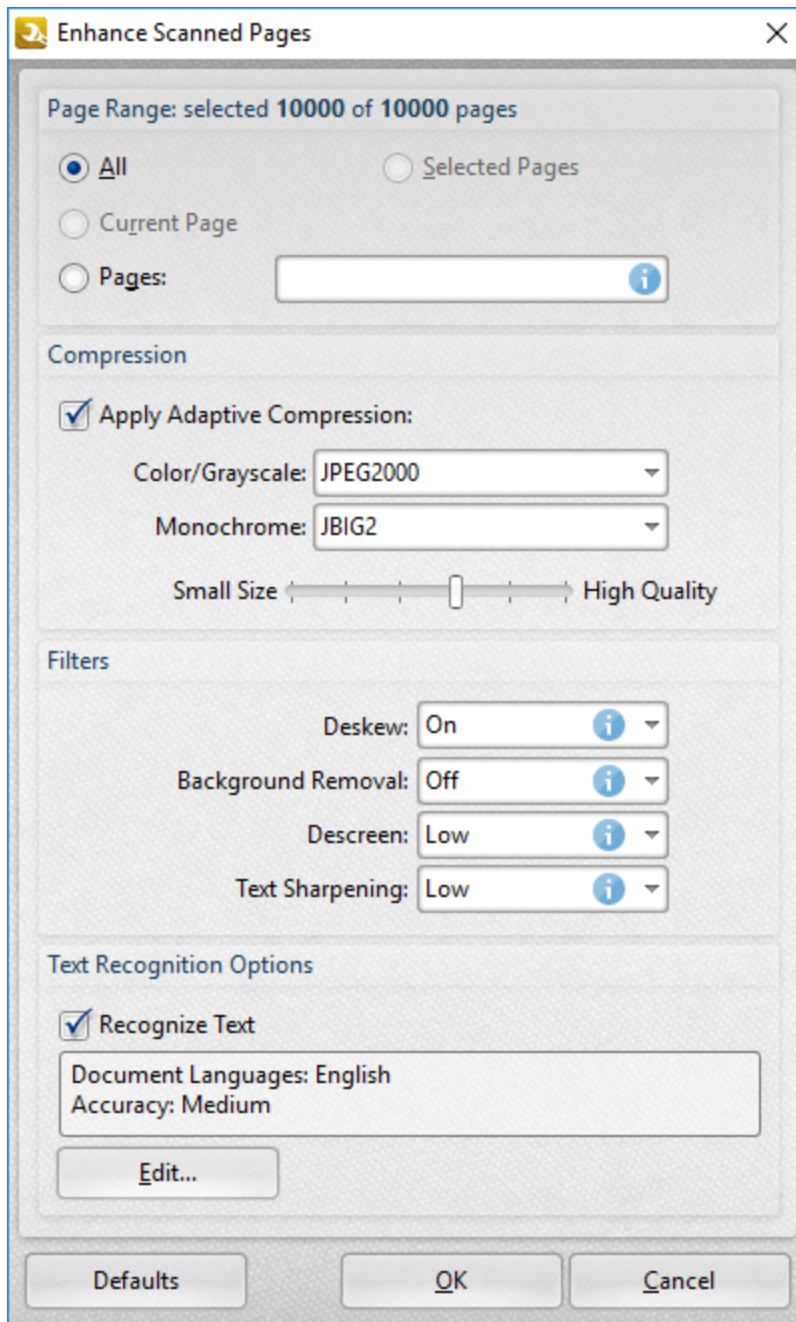 Enhance Scanned Pages
Page Range: selected 10000 of 10000 pages
All
Selected Pages
Current Page
Pages:
Compression
Apply Adaptive Compression:
Color/Grayscale: JPEG2000
Monochrome: JBIG2
Small Size High Quality
Filters
Deskew: On
Background Removal: Off
Descreen: Low
Text Sharpening: Low
Text Recognition Options
Recognize Text
Document Languages: English
Accuracy: Medium
Edit...
Defaults OK Cancel